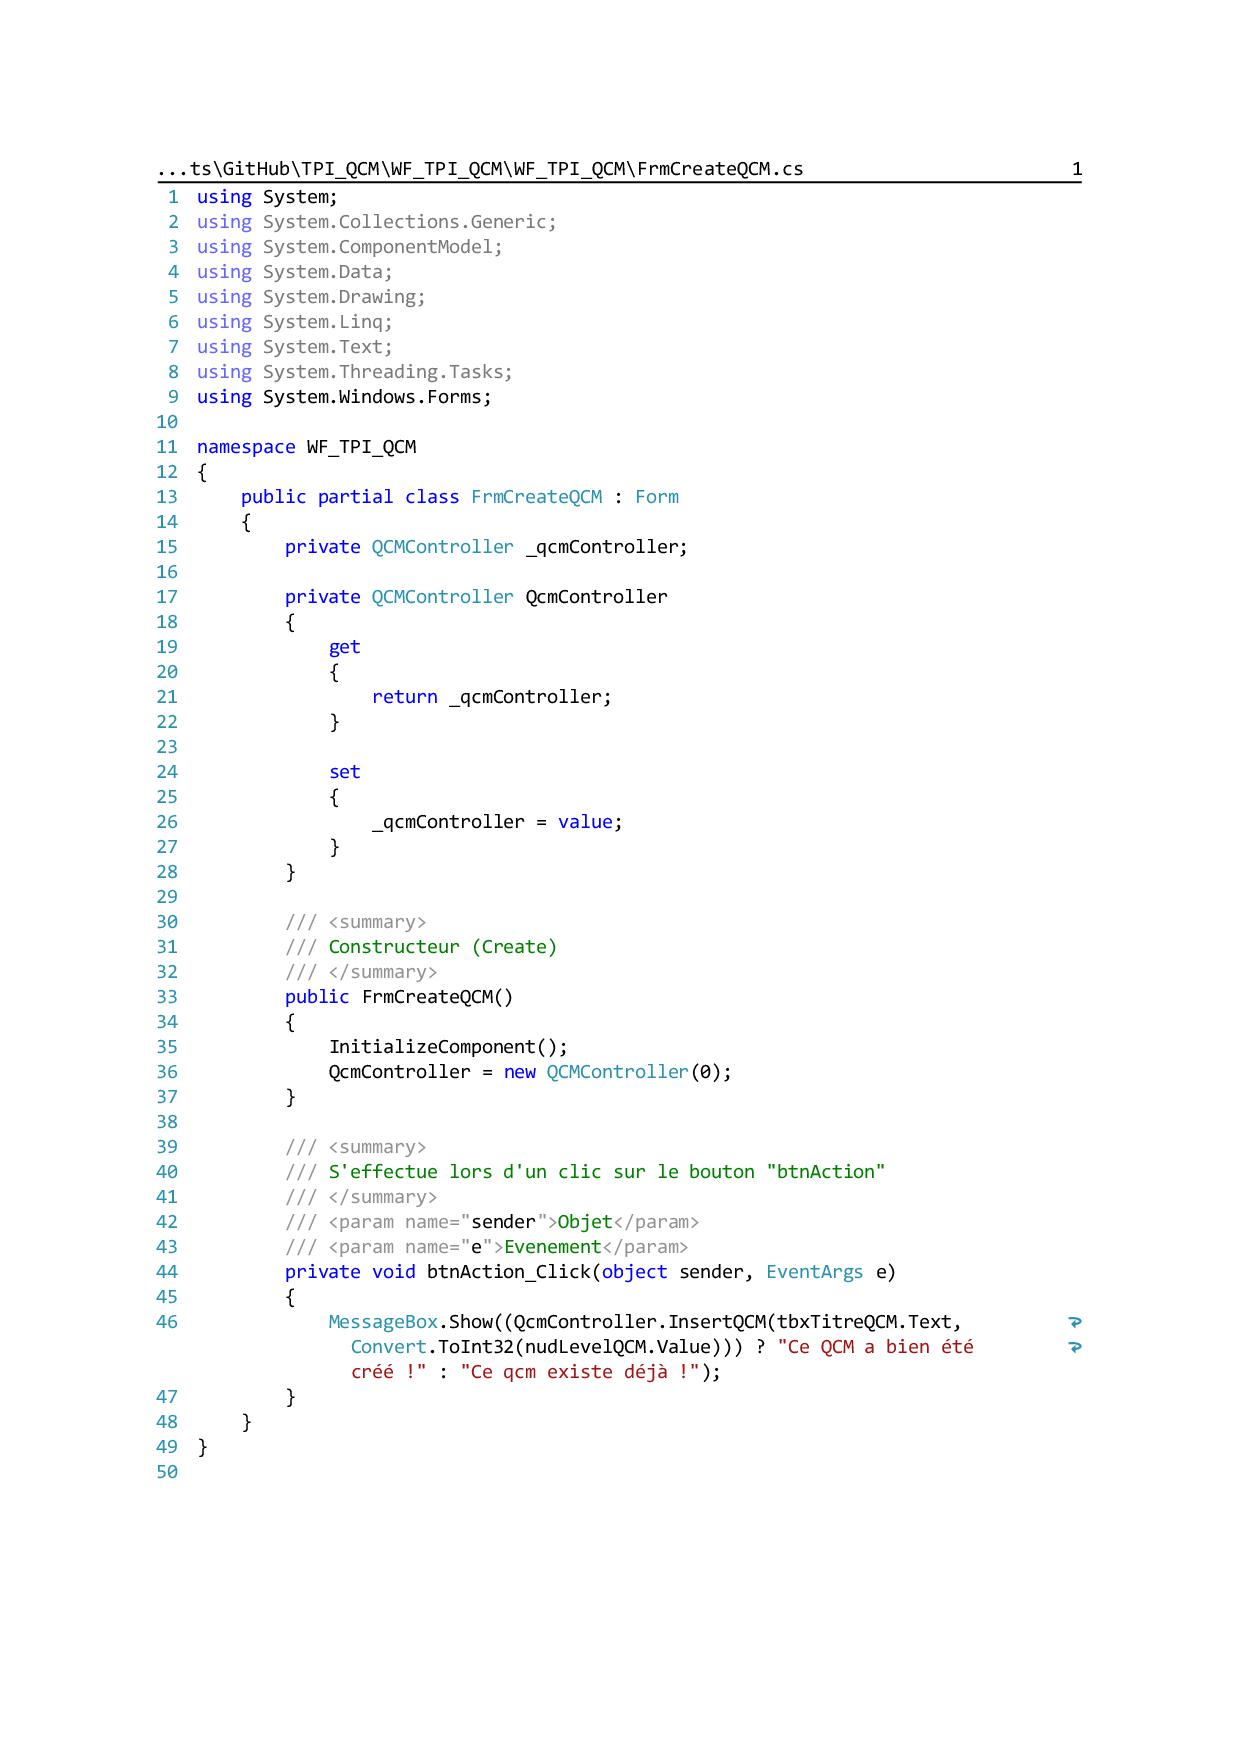 ...ts\GitHub\TPI_QCM\WF_TPI_QCM\WF_TPI_QCM\FrmCreateQCM.cs 1
1 using System;
2 using System.Collections.Generic;
3 using System.ComponentModel;
4 using System.Data;
5 using System.Drawing;
6 using System.Linq;
7 using System.Text;
8 using System.Threading.Tasks;
9 using System.Windows.Forms;
10
11 namespace WF_TPI_QCM
12 {
13     public partial class FrmCreateQCM : Form
14     {
15         private QCMController _qcmController;
16
17         private QCMController QcmController
18         {
19             get
20             {
21                 return _qcmController;
22             }
23
24             set
25             {
26                 _qcmController = value;
27             }
28         }
29
30         /// <summary>
31         /// Constructeur (Create)
32         /// </summary>
33         public FrmCreateQCM()
34         {
35             InitializeComponent();
36             QcmController = new QCMController(0);
37         }
38
39         /// <summary>
40         /// S'effectue lors d'un clic sur le bouton "btnAction"
41         /// </summary>
42         /// <param name="sender">Objet</param>
43         /// <param name="e">Evenement</param>
44         private void btnAction_Click(object sender, EventArgs e)
45         {
46             MessageBox.Show((QcmController.InsertQCM(tbxTitreQCM.Text,
Convert.ToInt32(nudLevelQCM.Value))) ? "Ce QCM a bien été
créé !" : "Ce qcm existe déjà !");
47         }
48     }
49 }
50